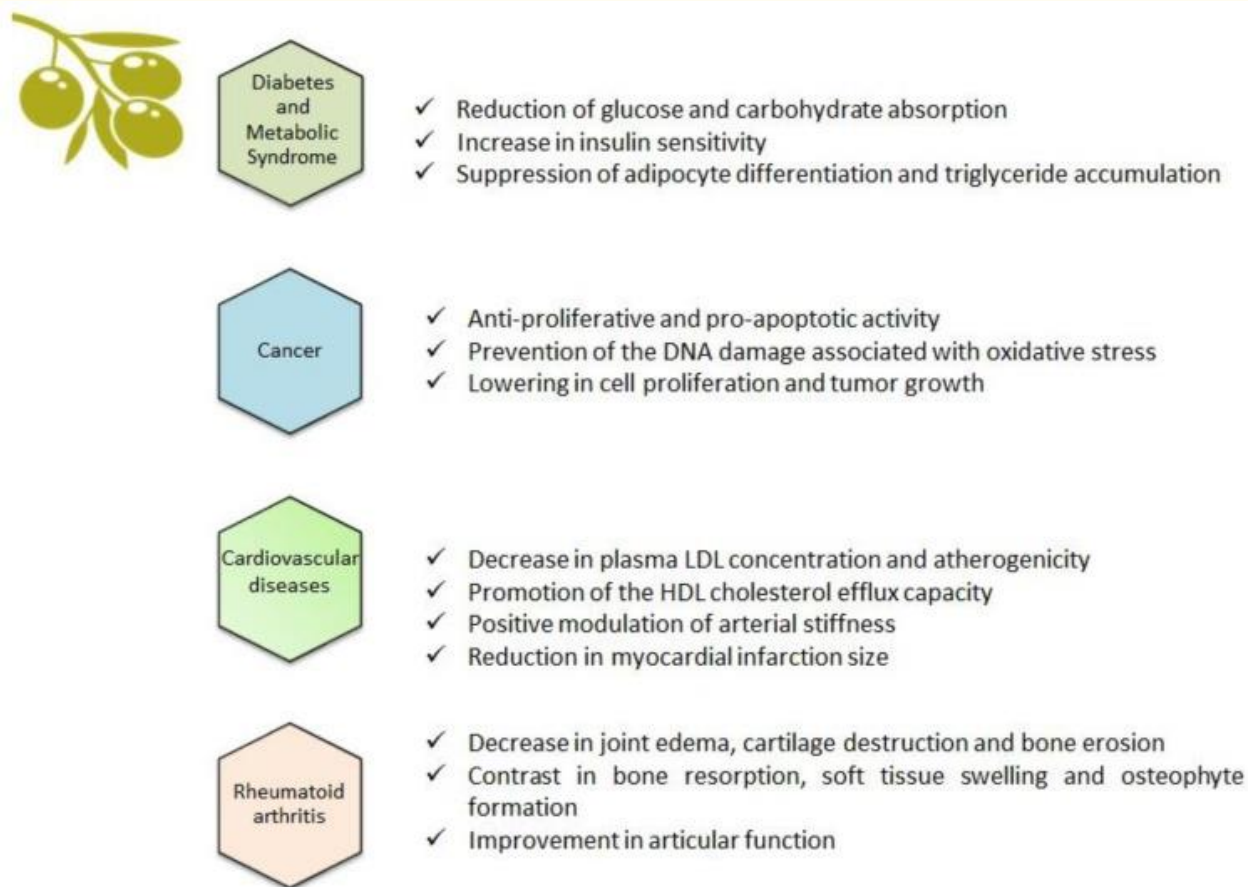 Diabetes
and
Metabolic
Syndrome
✓ Reduction of glucose and carbohydrate absorption
✓ Increase in insulin sensitivity
✓ Suppression of adipocyte differentiation and triglyceride accumulation
Cancer
✓ Anti-proliferative and pro-apoptotic activity
✓ Prevention of the DNA damage associated with oxidative stress
✓ Lowering in cell proliferation and tumor growth
Cardiovascular
diseases
✓ Decrease in plasma LDL concentration and atherogenicity
✓ Promotion of the HDL cholesterol efflux capacity
✓ Positive modulation of arterial stiffness
✓ Reduction in myocardial infarction size
Rheumatoid
arthritis
✓ Decrease in joint edema, cartilage destruction and bone erosion
✓ Contrast in bone resorption, soft tissue swelling and osteophyte
formation
✓ Improvement in articular function